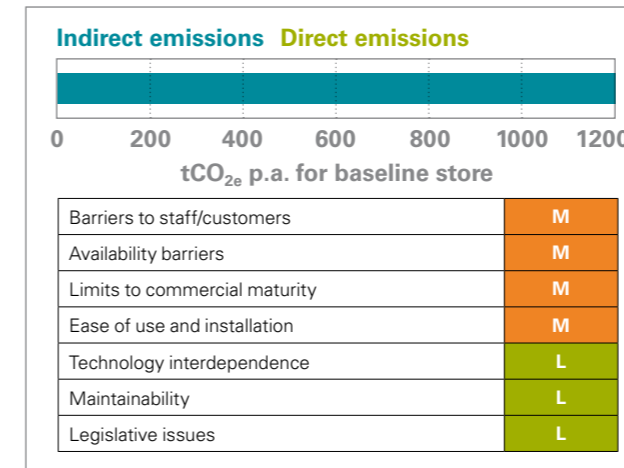 Indirect emissions Direct emissions
0 200 400 600 800 1000 1200
tCO2e p.a. for baseline store
Barriers to staff/customers M
Availability barriers M
Limits to commercial maturity M
Ease of use and installation M
Technology interdependence L
Maintainability L
Legislative issues L